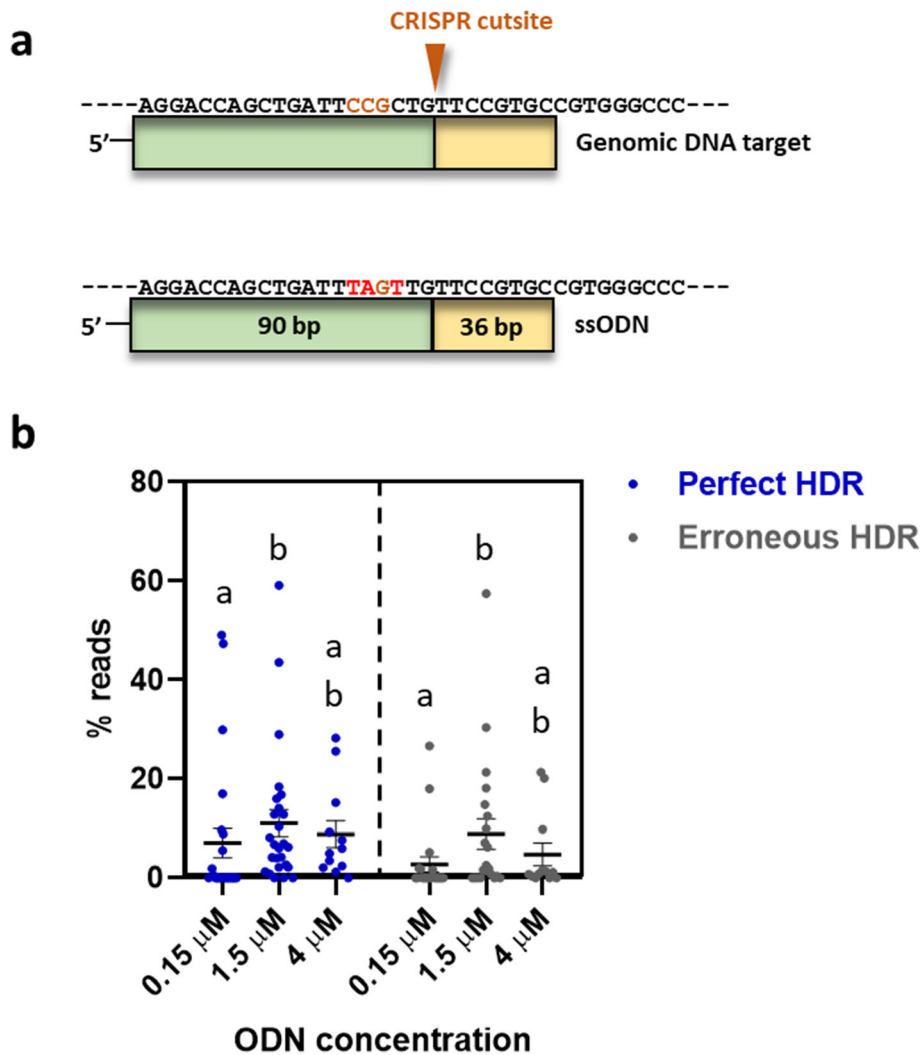 a
CRISPR cutsite
----AGGACCAGCTGATTCCGCTGTTCCGTGCCGTGGGCCC---
5’
Genomic DNA target
----AGGACCAGCTGATTTAGTTGTTCCGTGCCGTGGGCCC---
5’
90 bp
36 bp
ssODN
b
80
60
40
20
0
% reads
a
b
a
b
a
b
a
b
Perfect HDR
Erroneous HDR
0.15 μM
1.5 μM
4 μM
0.15 μM
1.5 μM
4 μM
ODN concentration